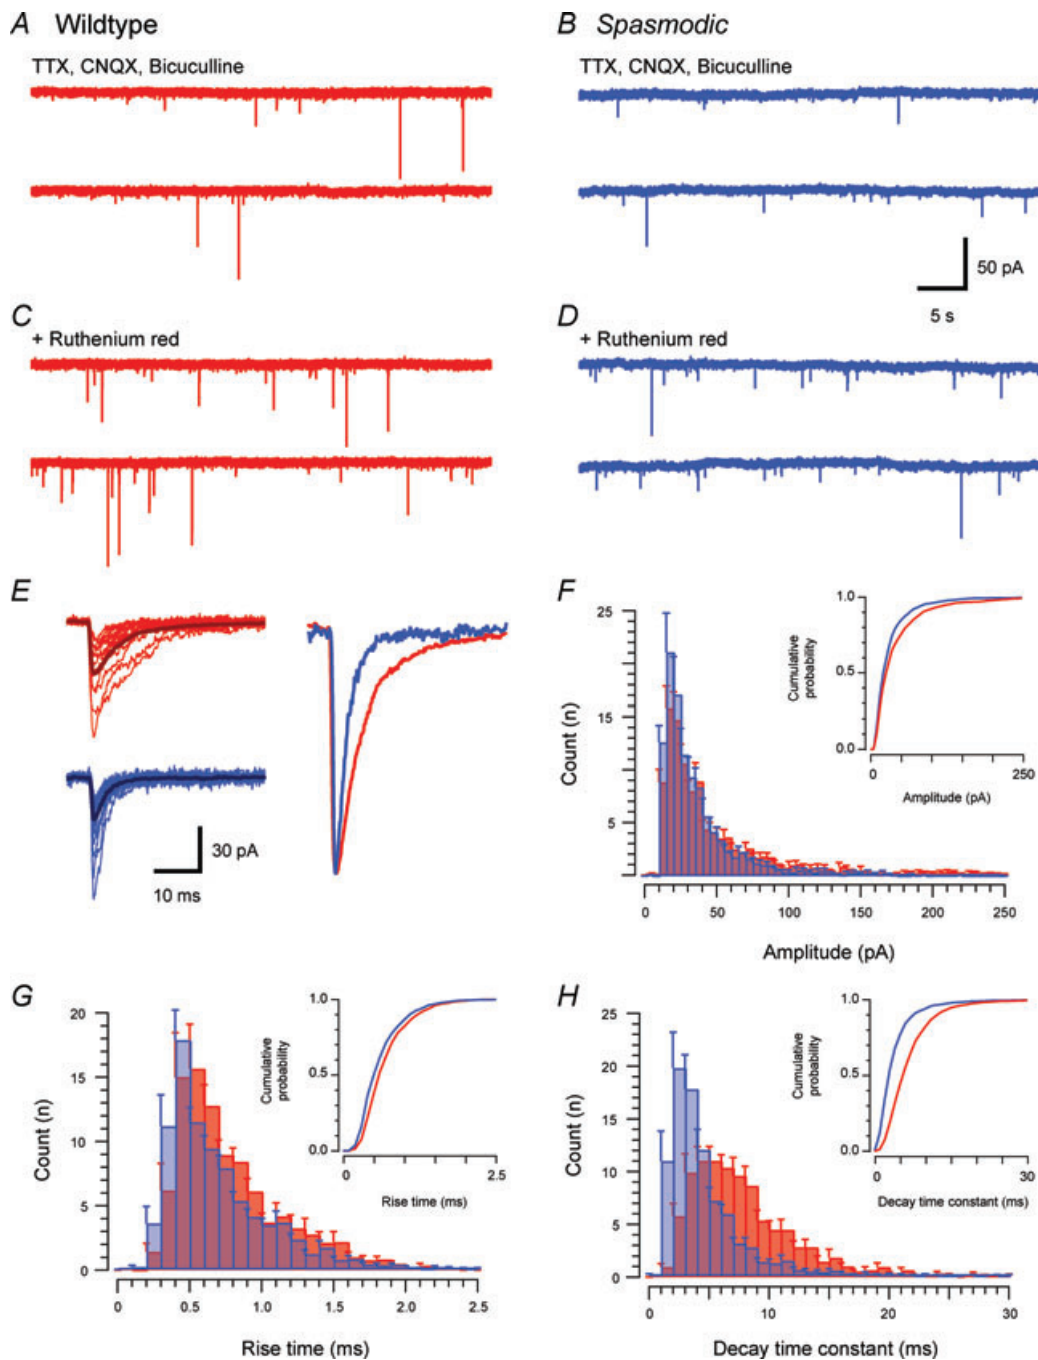 A Wildtype
B Spasmodic
TTX, CNQX, Bicuculline
TTX, CNQX, Bicuculline
50 pA
5 s
C
+ Ruthenium red
D
+ Ruthenium red
E
30 pA
10 ms
F
Count (n)
25
15
5
0 50 100 150 200 250
Amplitude (pA)
Cumulative
probability
1.0
0.5
0.0
0 250
Amplitude (pA)
G
Count (n)
20
15
10
5
0
0 0.5 1.0 1.5 2.0 2.5
Rise time (ms)
Cumulative
probability
1.0
0.5
0.0
0 2.5
Rise time (ms)
H
Count (n)
25
20
15
10
5
0
0 10 20 30
Decay time constant (ms)
Cumulative
probability
1.0
0.5
0.0
0 30
Decay time constant (ms)